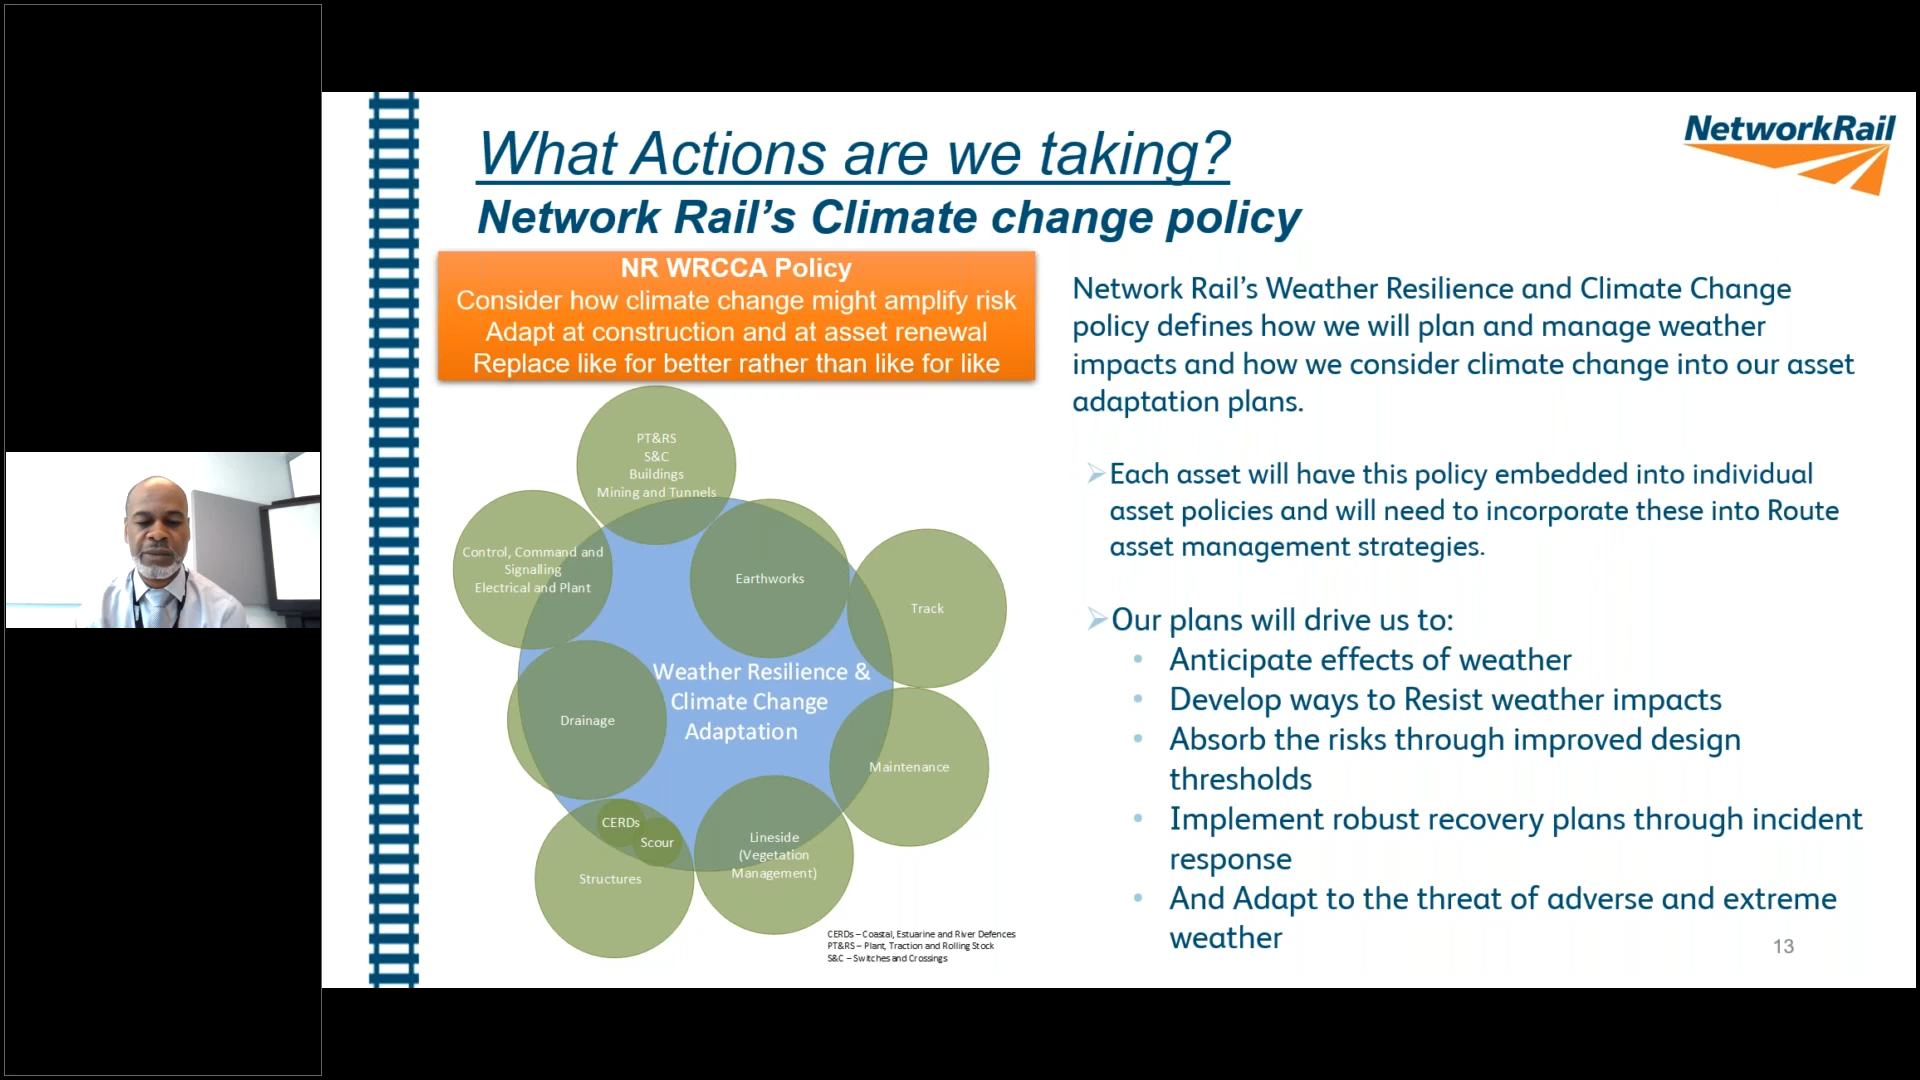 What Actions are we taking?
Network Rail’s Climate change policy
NetworkRail
NR WRCCA Policy
Consider how climate change might amplify risk
Adapt at construction and at asset renewal
Replace like for better rather than like for like
PT&RS
S&C
Buildings
Mining and Tunnels
Control, Command and
Signalling
Electrical and Plant
Earthworks
Track
Weather Resilience &
Climate Change
Adaptation
Drainage
Maintenance
CERDs
Scour
Structures
Lineside
(Vegetation
Management)
CERDs – Coastal, Estuarine and River Defences
PT&RS – Plant, Traction and Rolling Stock
S&C – Switches and Crossings
Network Rail’s Weather Resilience and Climate Change
policy defines how we will plan and manage weather
impacts and how we consider climate change into our asset
adaptation plans.
Each asset will have this policy embedded into individual
asset policies and will need to incorporate these into Route
asset management strategies.
Our plans will drive us to:
• Anticipate effects of weather
• Develop ways to Resist weather impacts
• Absorb the risks through improved design
thresholds
• Implement robust recovery plans through incident
response
• And Adapt to the threat of adverse and extreme
weather
13